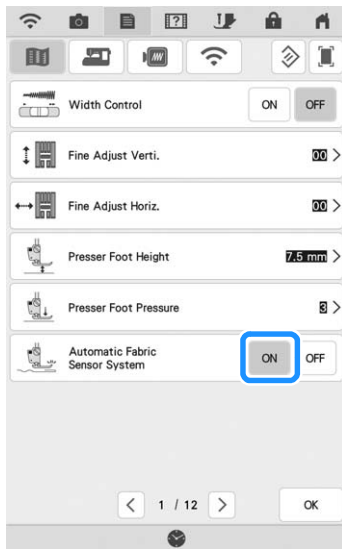 Width Control ON OFF
Fine Adjust Verti. 00 >
Fine Adjust Horiz. 00 >
Presser Foot Height 7.5 mm >
Presser Foot Pressure 3 >
Automatic Fabric
Sensor System ON OFF
< 1 / 12 > OK